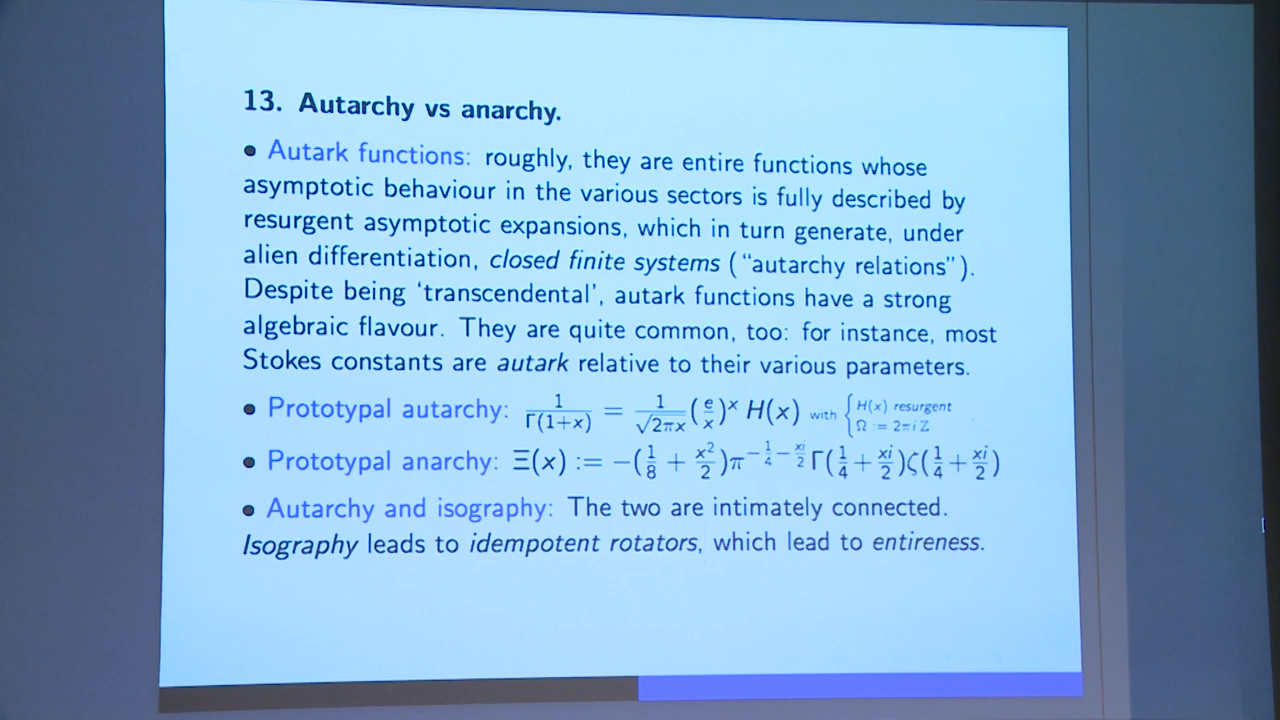 13. Autarchy vs anarchy.
• Autark functions: roughly, they are entire functions whose
asymptotic behaviour in the various sectors is fully described by
resurgent asymptotic expansions, which in turn generate, under
alien differentiation, closed finite systems ("autarchy relations").
Despite being 'transcendental', autark functions have a strong
algebraic flavour. They are quite common, too: for instance, most
Stokes constants are autark relative to their various parameters.
• Prototypal autarchy: 1/Γ(1+x) = 1/√2πx (e/x)^x H(x) with { H(x) resurgent
Ω := 2πi ℤ
• Prototypal anarchy: Ξ(x) := −(1/8 + x²/2)π^(−1/4 − xi/2) Γ(1/4 + xi/2)ζ(1/4 + xi/2)
• Autarchy and isography: The two are intimately connected.
Isography leads to idempotent rotators, which lead to entireness.